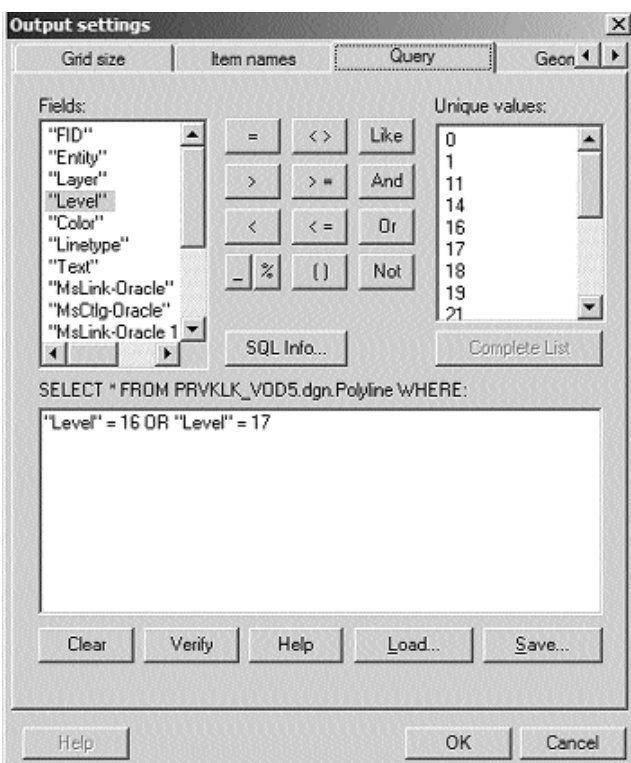 Output settings
Grid size Item names Query Geon
Fields: Unique values:
"FID"
"Entity"
"Layer"
"Level"
"Color"
"Linetype"
"Text"
"MsLink-Oracle"
"MsCtlg-Oracle"
"MsLink-Oracle 1
= <> Like
> >= And
< <= Or
_ % () Not
SQL Info...
0
1
11
14
16
17
18
19
21
Complete List
SELECT * FROM PRVKLK_VOD5.dgn.Polyline WHERE:
"Level" = 16 OR "Level" = 17
Clear Verify Help Load... Save...
Help OK Cancel